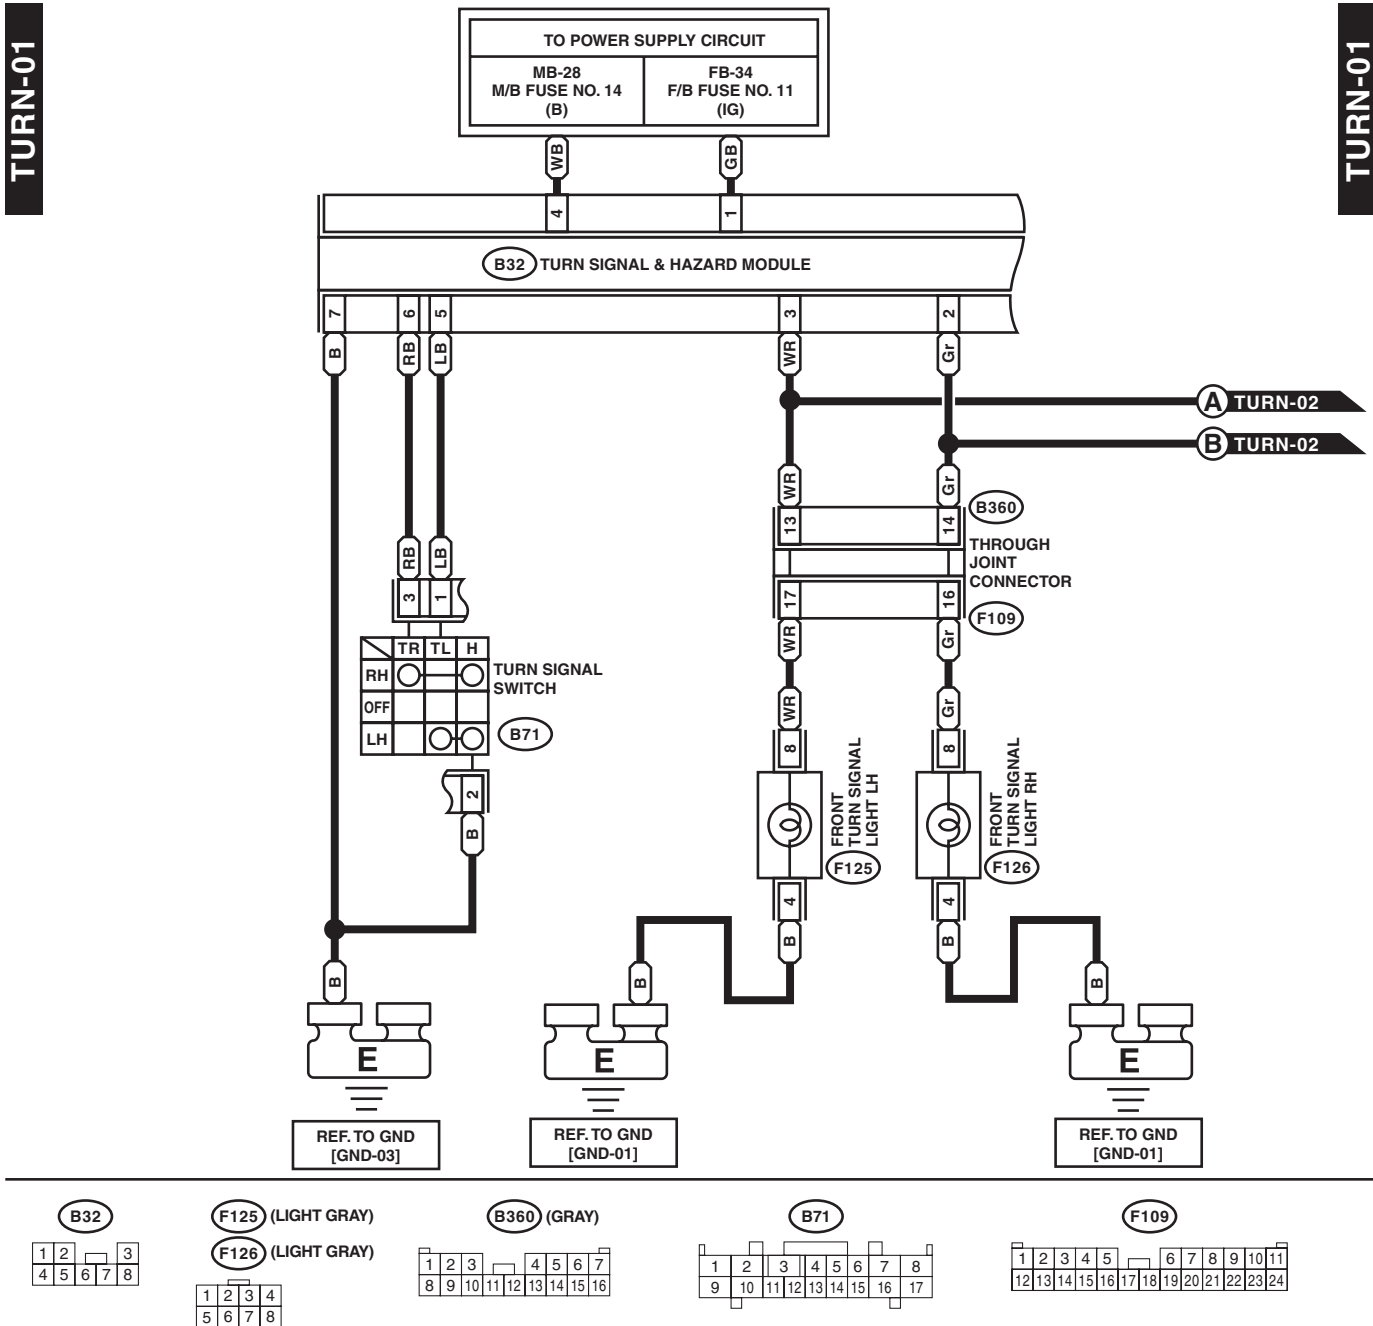 TURN-01
TURN-01
TO POWER SUPPLY CIRCUIT
MB-28
M/B FUSE NO. 14
(B)
FB-34
F/B FUSE NO. 11
(IG)
WB
GB
4
1
B32 TURN SIGNAL & HAZARD MODULE
7
6
5
3
2
B
RB
LB
WR
Gr
A TURN-02
B TURN-02
WR
Gr
13
14
B360
THROUGH
JOINT
CONNECTOR
17
16
F109
WR
Gr
RB
LB
3
1
TR TL H
RH
OFF
LH
TURN SIGNAL
SWITCH
B71
2
B
WR
Gr
8
8
FRONT
TURN SIGNAL
LIGHT LH
F125
FRONT
TURN SIGNAL
LIGHT RH
F126
4
4
B
B
B
B
B
E
E
E
REF. TO GND
[GND-03]
REF. TO GND
[GND-01]
REF. TO GND
[GND-01]
B32
1 2 3
4 5 6 7 8
F125 (LIGHT GRAY)
F126 (LIGHT GRAY)
1 2 3 4
5 6 7 8
B360 (GRAY)
1 2 3 4 5 6 7
8 9 10 11 12 13 14 15 16
B71
1 2 3 4 5 6 7 8
9 10 11 12 13 14 15 16 17
F109
1 2 3 4 5 6 7 8 9 10 11
12 13 14 15 16 17 18 19 20 21 22 23 24